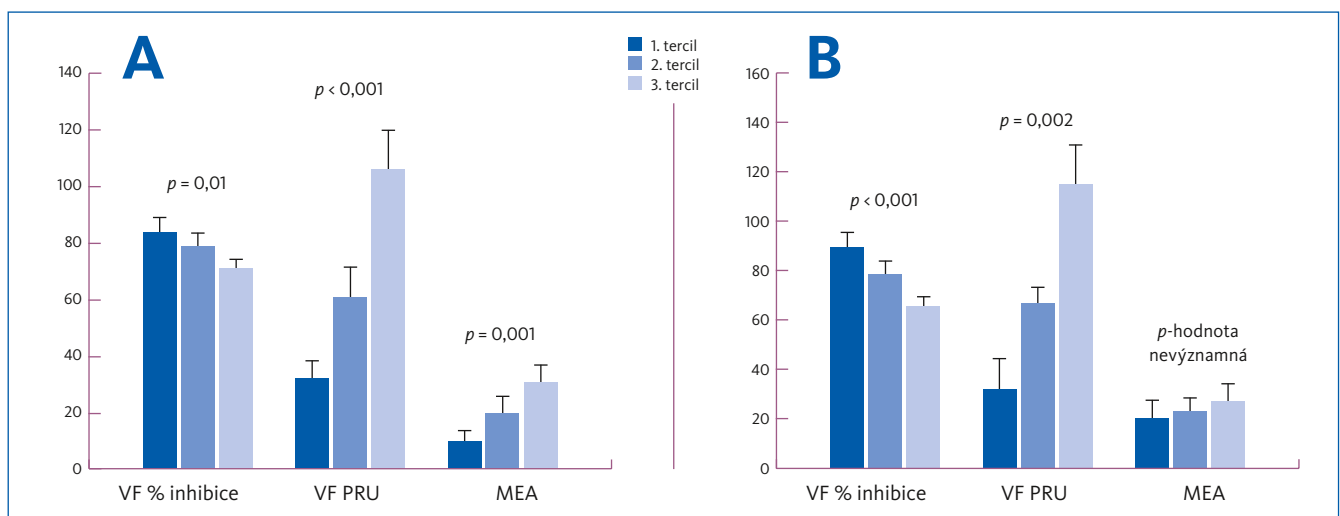 A
140
120
100
80
60
40
20
0
p = 0,01
p < 0,001
p = 0,001
VF % inhibice
VF PRU
MEA
1. tercil
2. tercil
3. tercil
B
160
140
120
100
80
60
40
20
0
p < 0,001
p = 0,002
p-hodnota
nevýznamná
VF % inhibice
VF PRU
MEA